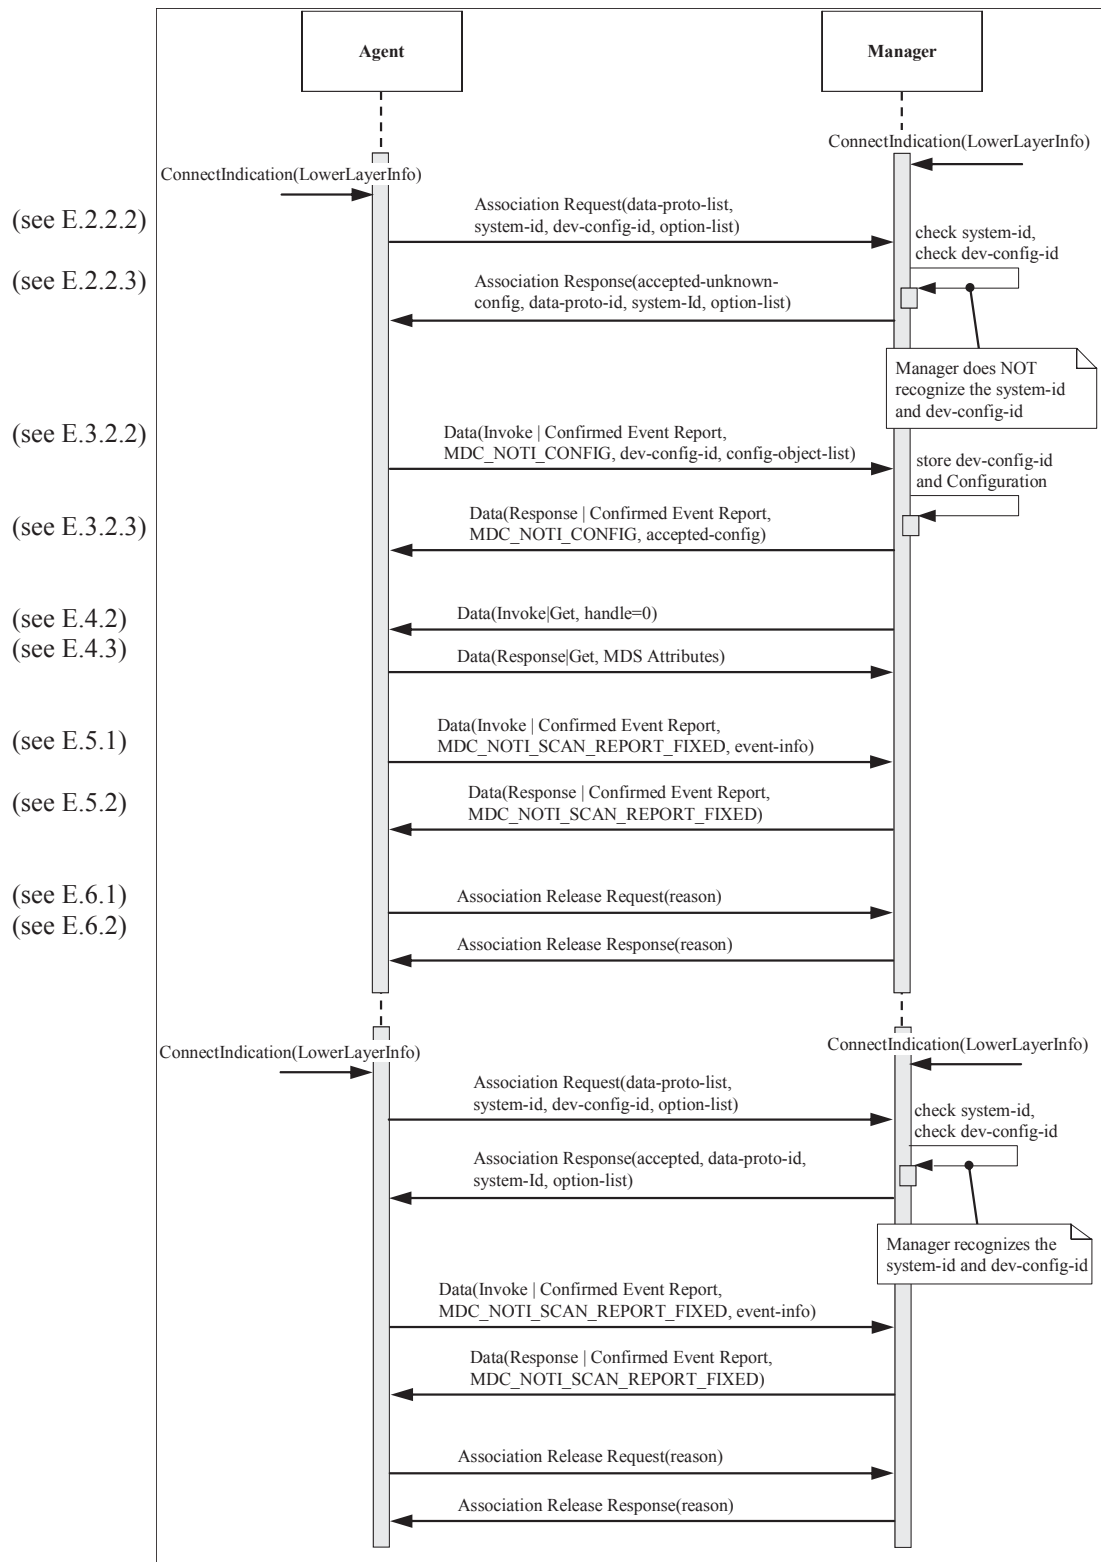 Agent
Manager
ConnectIndication(LowerLayerInfo)
ConnectIndication(LowerLayerInfo)
(see E.2.2.2)
Association Request(data-proto-list,
system-id, dev-config-id, option-list)
check system-id,
check dev-config-id
(see E.2.2.3)
Association Response(accepted-unknown-
config, data-proto-id, system-Id, option-list)
Manager does NOT
recognize the system-id
and dev-config-id
(see E.3.2.2)
Data(Invoke | Confirmed Event Report,
MDC_NOTI_CONFIG, dev-config-id, config-object-list)
store dev-config-id
and Configuration
(see E.3.2.3)
Data(Response | Confirmed Event Report,
MDC_NOTI_CONFIG, accepted-config)
(see E.4.2)
Data(Invoke|Get, handle=0)
(see E.4.3)
Data(Response|Get, MDS Attributes)
(see E.5.1)
Data(Invoke | Confirmed Event Report,
MDC_NOTI_SCAN_REPORT_FIXED, event-info)
(see E.5.2)
Data(Response | Confirmed Event Report,
MDC_NOTI_SCAN_REPORT_FIXED)
(see E.6.1)
Association Release Request(reason)
(see E.6.2)
Association Release Response(reason)
ConnectIndication(LowerLayerInfo)
ConnectIndication(LowerLayerInfo)
Association Request(data-proto-list,
system-id, dev-config-id, option-list)
check system-id,
check dev-config-id
Association Response(accepted, data-proto-id,
system-Id, option-list)
Manager recognizes the
system-id and dev-config-id
Data(Invoke | Confirmed Event Report,
MDC_NOTI_SCAN_REPORT_FIXED, event-info)
Data(Response | Confirmed Event Report,
MDC_NOTI_SCAN_REPORT_FIXED)
Association Release Request(reason)
Association Release Response(reason)